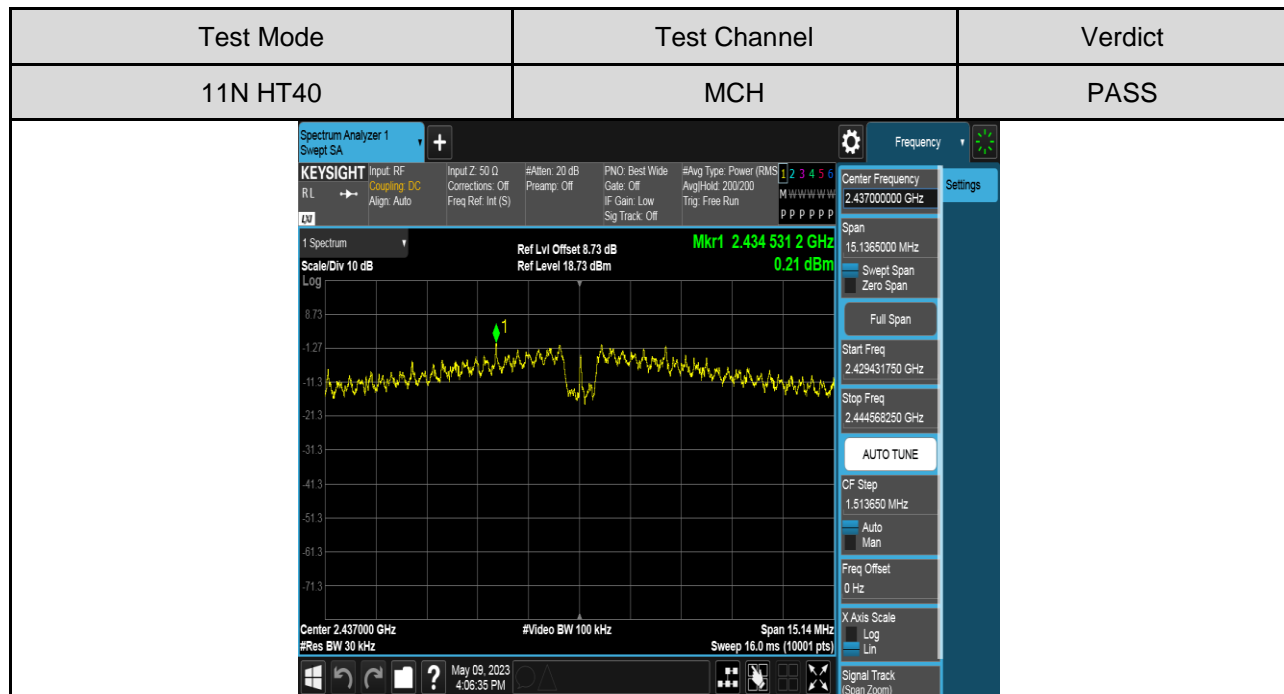 Test Mode Test Channel Verdict
11N HT40 MCH PASS
Spectrum Analyzer 1
Swept SA
+
Frequency
KEYSIGHT Input: RF Input Z: 50 Ω #Atten: 20 dB PNO: Best Wide #Avg Type: Power (RMS 1 2 3 4 5 6
RL Coupling: DC Corrections: Off Preamp: Off Gate: Off Avg|Hold: 200/200 M W W W W W
Align: Auto Freq Ref: Int (S) IF Gain: Low Trig: Free Run
LXI Sig Track: Off P P P P P P
1 Spectrum
Ref Lvl Offset 8.73 dB
Mkr1 2.434 531 2 GHz
Scale/Div 10 dB Ref Level 18.73 dBm 0.21 dBm
Log
8.73
1
-1.27
-11.3
-21.3
-31.3
-41.3
-51.3
-61.3
-71.3
Center 2.437000 GHz #Video BW 100 kHz Span 15.14 MHz
#Res BW 30 kHz Sweep 16.0 ms (10001 pts)
? May 09, 2023
4:06:35 PM
Center Frequency
2.437000000 GHz
Settings
Span
15.1365000 MHz
Swept Span
Zero Span
Full Span
Start Freq
2.429431750 GHz
Stop Freq
2.444568250 GHz
AUTO TUNE
CF Step
1.513650 MHz
Auto
Man
Freq Offset
0 Hz
X Axis Scale
Log
Lin
Signal Track
(Span Zoom)